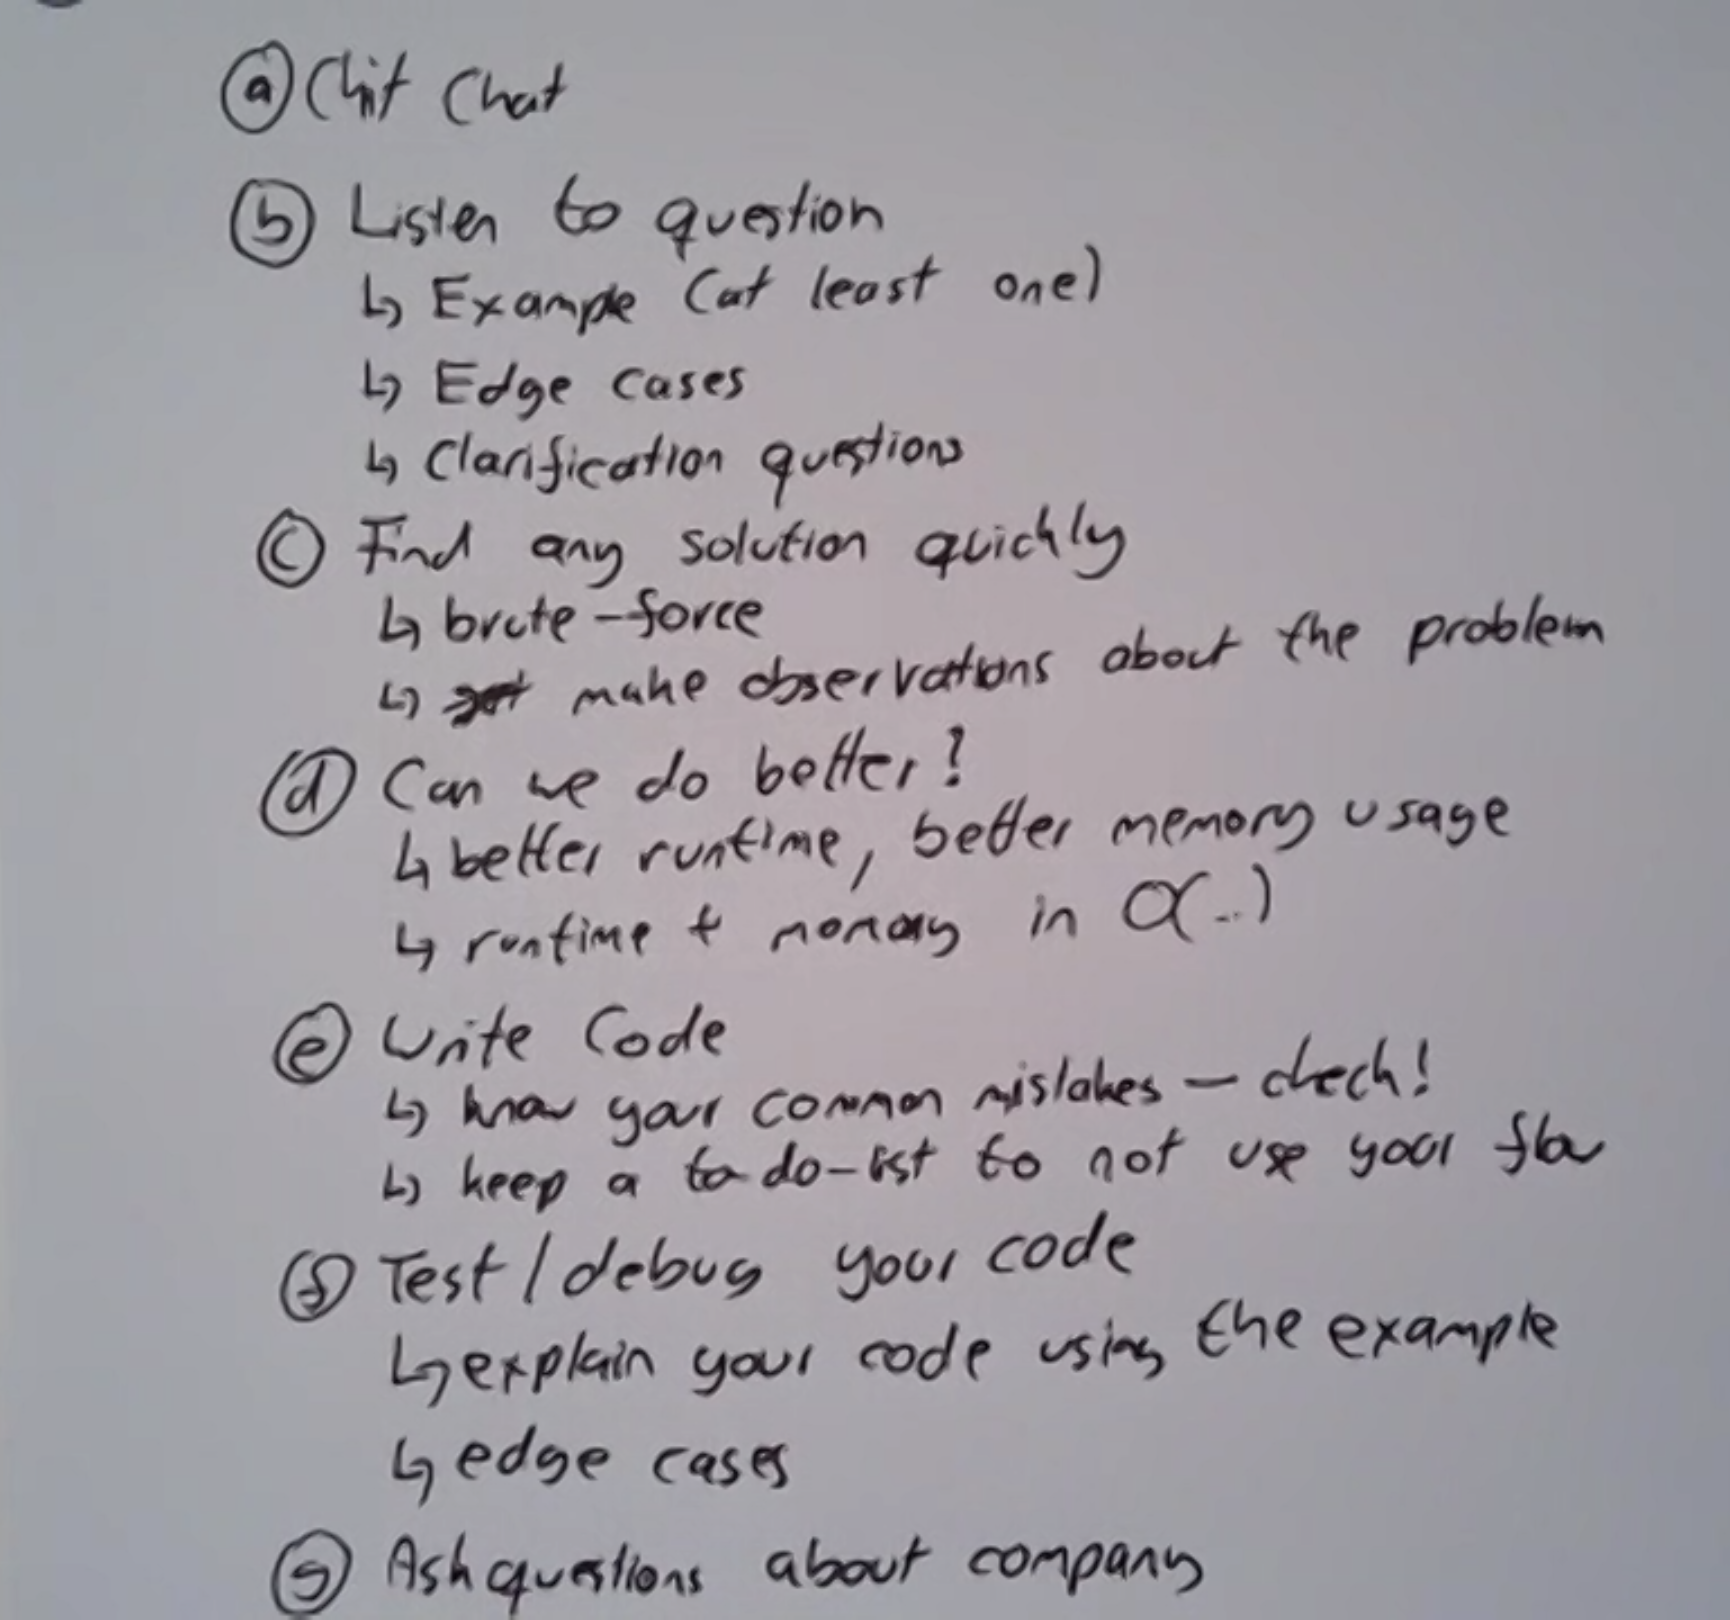 ⓐ Chit Chat
ⓑ Listen to question
↳ Example (at least one)
↳ Edge cases
↳ Clarification questions
ⓒ Find any solution quickly
↳ brute-force
↳ make observations about the problem
ⓓ Can we do better?
↳ better runtime, better memory usage
↳ runtime + memory in O(..)
ⓔ Write Code
↳ know your common mistakes – check!
↳ keep a to do-list to not use your flow
ⓕ Test / debug your code
↳ explain your code using the example
↳ edge cases
ⓖ Ask questions about company